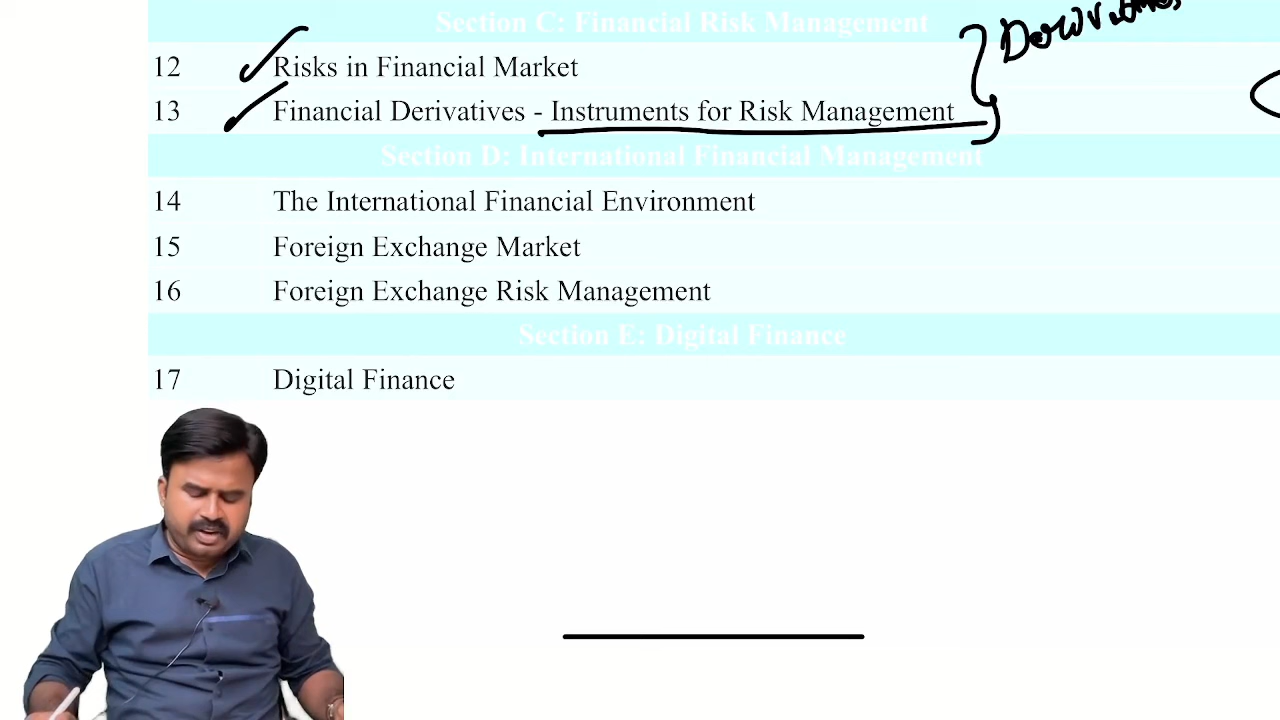 Section C: Financial Risk Management
12 Risks in Financial Market
13 Financial Derivatives - Instruments for Risk Management
Section D: International Financial Management
14 The International Financial Environment
15 Foreign Exchange Market
16 Foreign Exchange Risk Management
Section E: Digital Finance
17 Digital Finance